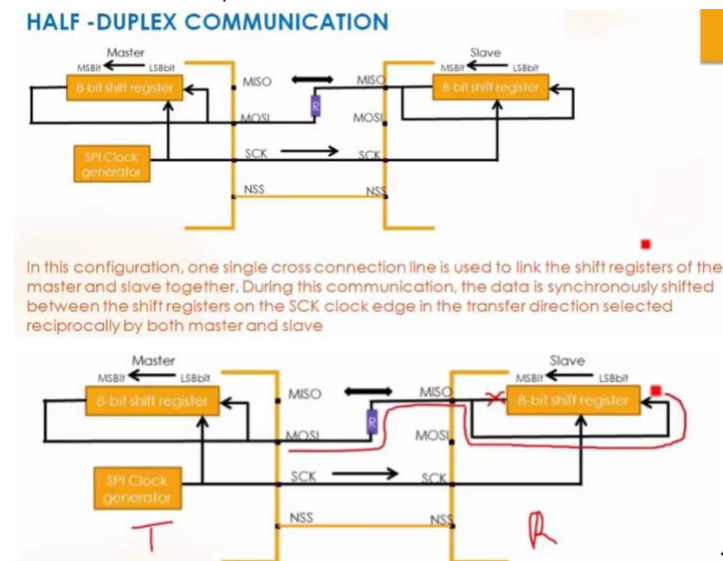 HALF -DUPLEX COMMUNICATION
Master
Slave
MSBit LSBbit
MSBit LSBbit
MISO
MISO
8-bit shift register
8-bit shift register
R
MOSI
MOSI
SPI Clock
generator
SCK
SCK
NSS
NSS
In this configuration, one single cross connection line is used to link the shift registers of the
master and slave together. During this communication, the data is synchronously shifted
between the shift registers on the SCK clock edge in the transfer direction selected
reciprocally by both master and slave
Master
Slave
MSBit LSBbit
MSBit LSBbit
MISO
MISO
8-bit shift register
8-bit shift register
R
MOSI
MOSI
SPI Clock
generator
SCK
SCK
NSS
NSS
T
R